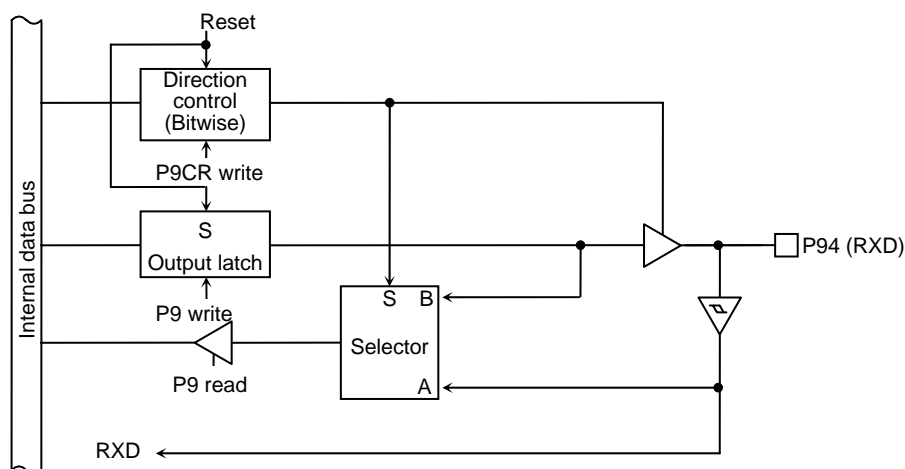 Reset
Direction
control
(Bitwise)
P9CR write
Internal data bus
S
Output latch
P9 write
S
B
Selector
A
P9 read
P94 (RXD)
RXD